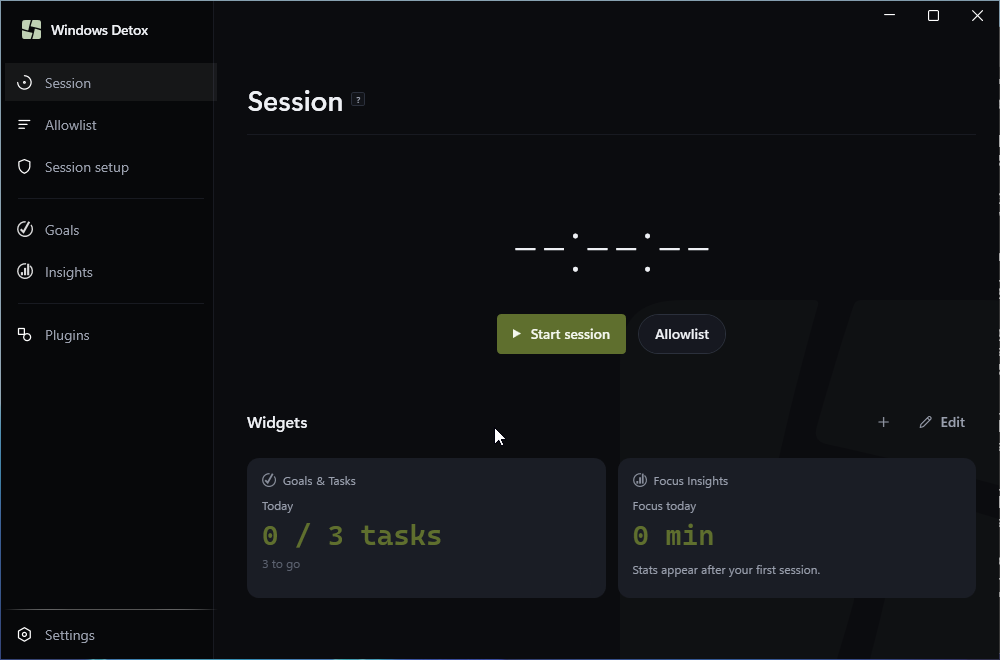 Windows Detox
Session
Allowlist
Session setup
Goals
Insights
Plugins
Settings
Session ?
– – : – – : – –
Start session
Allowlist
Widgets
+ Edit
Goals & Tasks
Today
0 / 3 tasks
3 to go
Focus Insights
Focus today
0 min
Stats appear after your first session.